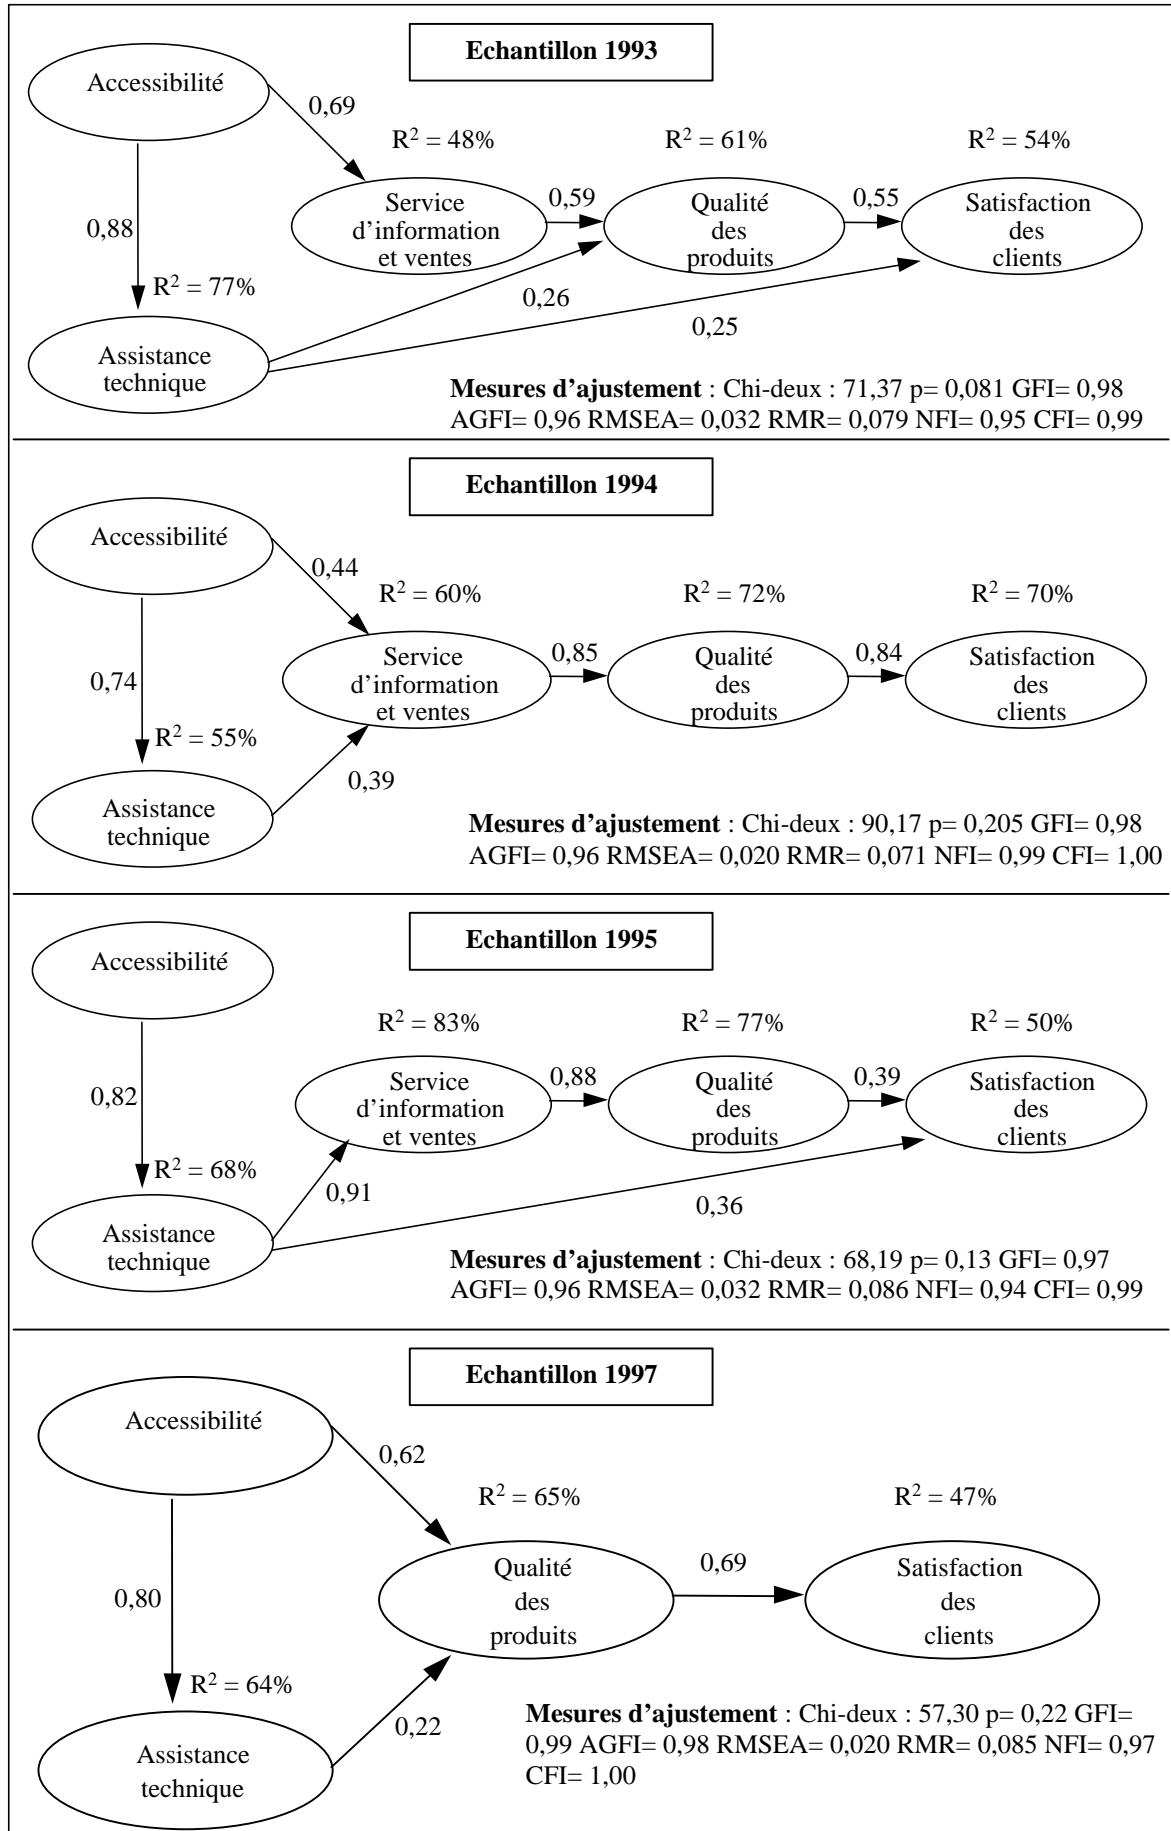 Echantillon 1993
Accessibilité
0,69
R² = 48%
R² = 61%
R² = 54%
Service
d’information
et ventes
0,59
Qualité
des
produits
0,55
Satisfaction
des
clients
0,88
R² = 77%
0,26
0,25
Assistance
technique
Mesures d'ajustement : Chi-deux : 71,37 p= 0,081 GFI= 0,98
AGFI= 0,96 RMSEA= 0,032 RMR= 0,079 NFI= 0,95 CFI= 0,99
Echantillon 1994
Accessibilité
0,44
R² = 60%
R² = 72%
R² = 70%
Service
d’information
et ventes
0,85
Qualité
des
produits
0,84
Satisfaction
des
clients
0,74
R² = 55%
0,39
Assistance
technique
Mesures d'ajustement : Chi-deux : 90,17 p= 0,205 GFI= 0,98
AGFI= 0,96 RMSEA= 0,020 RMR= 0,071 NFI= 0,99 CFI= 1,00
Echantillon 1995
Accessibilité
R² = 83%
R² = 77%
R² = 50%
Service
d’information
et ventes
0,88
Qualité
des
produits
0,39
Satisfaction
des
clients
0,82
R² = 68%
0,91
0,36
Assistance
technique
Mesures d'ajustement : Chi-deux : 68,19 p= 0,13 GFI= 0,97
AGFI= 0,96 RMSEA= 0,032 RMR= 0,086 NFI= 0,94 CFI= 0,99
Echantillon 1997
Accessibilité
0,62
R² = 65%
R² = 47%
Qualité
des
produits
0,69
Satisfaction
des
clients
0,80
R² = 64%
0,22
Assistance
technique
Mesures d'ajustement : Chi-deux : 57,30 p= 0,22 GFI=
0,99 AGFI= 0,98 RMSEA= 0,020 RMR= 0,085 NFI= 0,97
CFI= 1,00